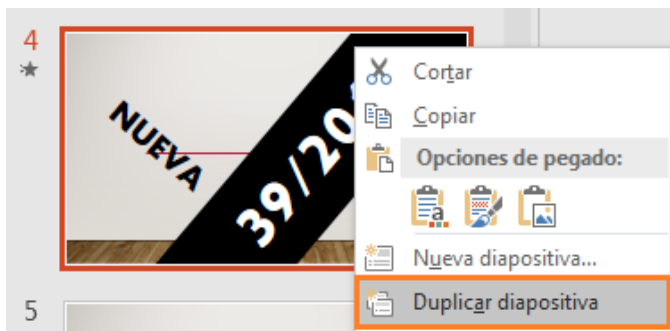 4
NUEVA
39/20
Cortar
Copiar
Opciones de pegado:
a
Nueva diapositiva...
Duplicar diapositiva
5